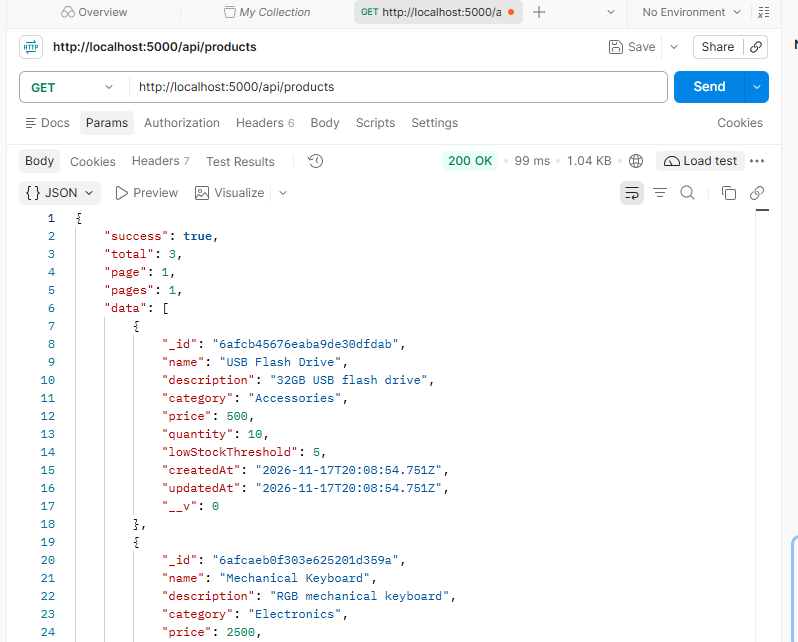 Overview My Collection GET http://localhost:5000/a No Environment
HTTP http://localhost:5000/api/products Save Share
GET http://localhost:5000/api/products Send
Docs Params Authorization Headers 6 Body Scripts Settings Cookies
Body Cookies Headers 7 Test Results 200 OK • 99 ms • 1.04 KB • Load test
{} JSON Preview Visualize
1 {
2 "success": true,
3 "total": 3,
4 "page": 1,
5 "pages": 1,
6 "data": [
7 {
8 "_id": "6afcb45676eaba9de30dfdab",
9 "name": "USB Flash Drive",
10 "description": "32GB USB flash drive",
11 "category": "Accessories",
12 "price": 500,
13 "quantity": 10,
14 "lowStockThreshold": 5,
15 "createdAt": "2026-11-17T20:08:54.751Z",
16 "updatedAt": "2026-11-17T20:08:54.751Z",
17 "__v": 0
18 },
19 {
20 "_id": "6afcaeb0f303e625201d359a",
21 "name": "Mechanical Keyboard",
22 "description": "RGB mechanical keyboard",
23 "category": "Electronics",
24 "price": 2500,